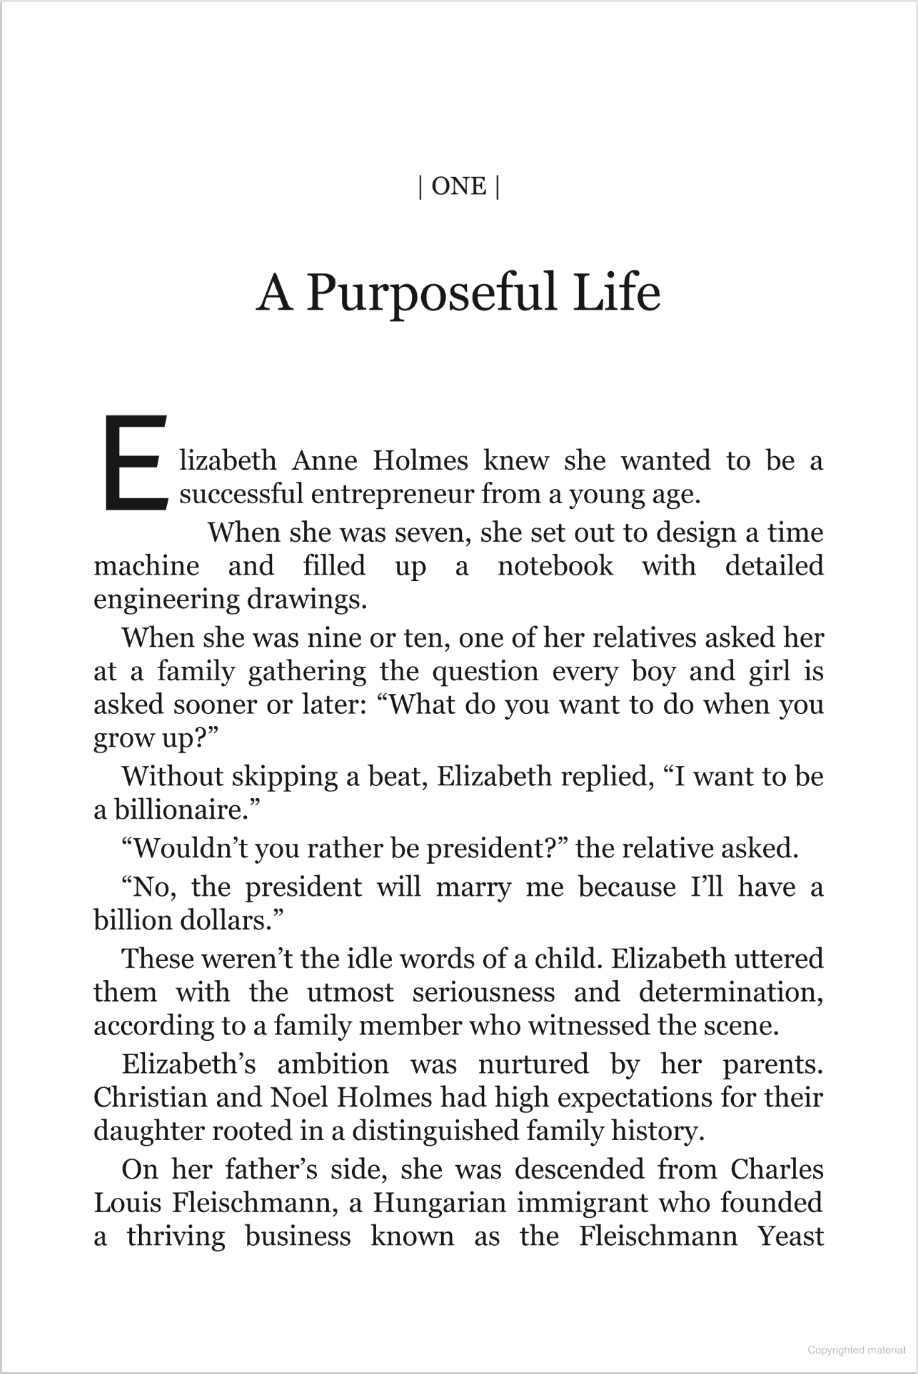 | ONE |
A Purposeful Life
Elizabeth Anne Holmes knew she wanted to be a
successful entrepreneur from a young age.
When she was seven, she set out to design a time
machine and filled up a notebook with detailed
engineering drawings.
When she was nine or ten, one of her relatives asked her
at a family gathering the question every boy and girl is
asked sooner or later: “What do you want to do when you
grow up?”
Without skipping a beat, Elizabeth replied, “I want to be
a billionaire.”
“Wouldn’t you rather be president?” the relative asked.
“No, the president will marry me because I’ll have a
billion dollars.”
These weren’t the idle words of a child. Elizabeth uttered
them with the utmost seriousness and determination,
according to a family member who witnessed the scene.
Elizabeth’s ambition was nurtured by her parents.
Christian and Noel Holmes had high expectations for their
daughter rooted in a distinguished family history.
On her father’s side, she was descended from Charles
Louis Fleischmann, a Hungarian immigrant who founded
a thriving business known as the Fleischmann Yeast
Copyrighted material